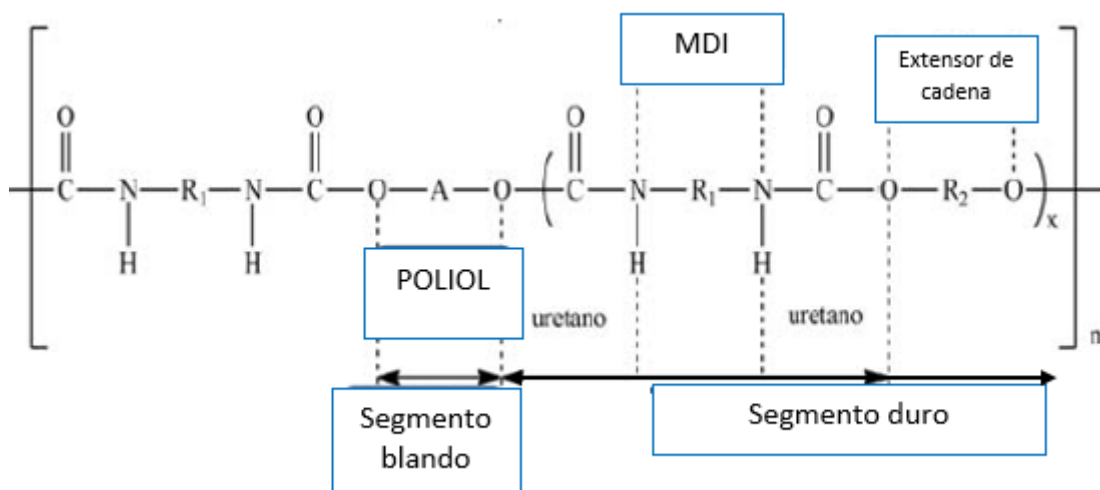 MDI
Extensor de
cadena
O O O O
C N R1 N C O A O ( C N R1 N C O R2 O )x
H H H H
POLIOL
uretano uretano
n
Segmento
blando
Segmento duro